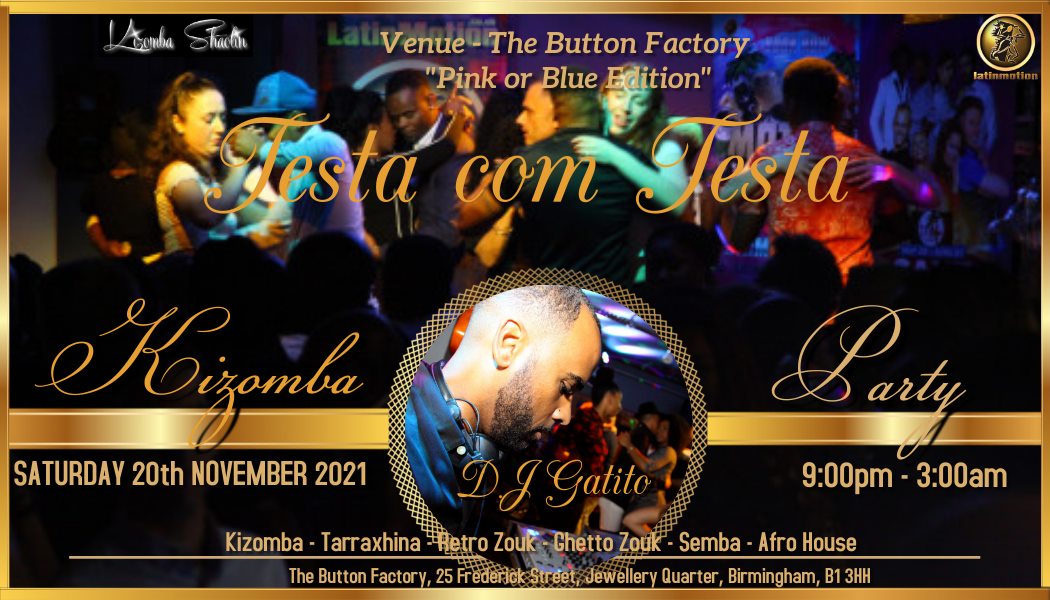 Kizomba Shaolin
LatinMotion
Venue - The Button Factory
"Pink or Blue Edition"
latinmotion
Testa com Testa
Kizomba
Party
SATURDAY 20th NOVEMBER 2021
9:00pm - 3:00am
DJ Gatito
Kizomba - Tarraxhina - Retro Zouk - Ghetto Zouk - Semba - Afro House
The Button Factory, 25 Frederick Street, Jewellery Quarter, Birmingham, B1 3HH